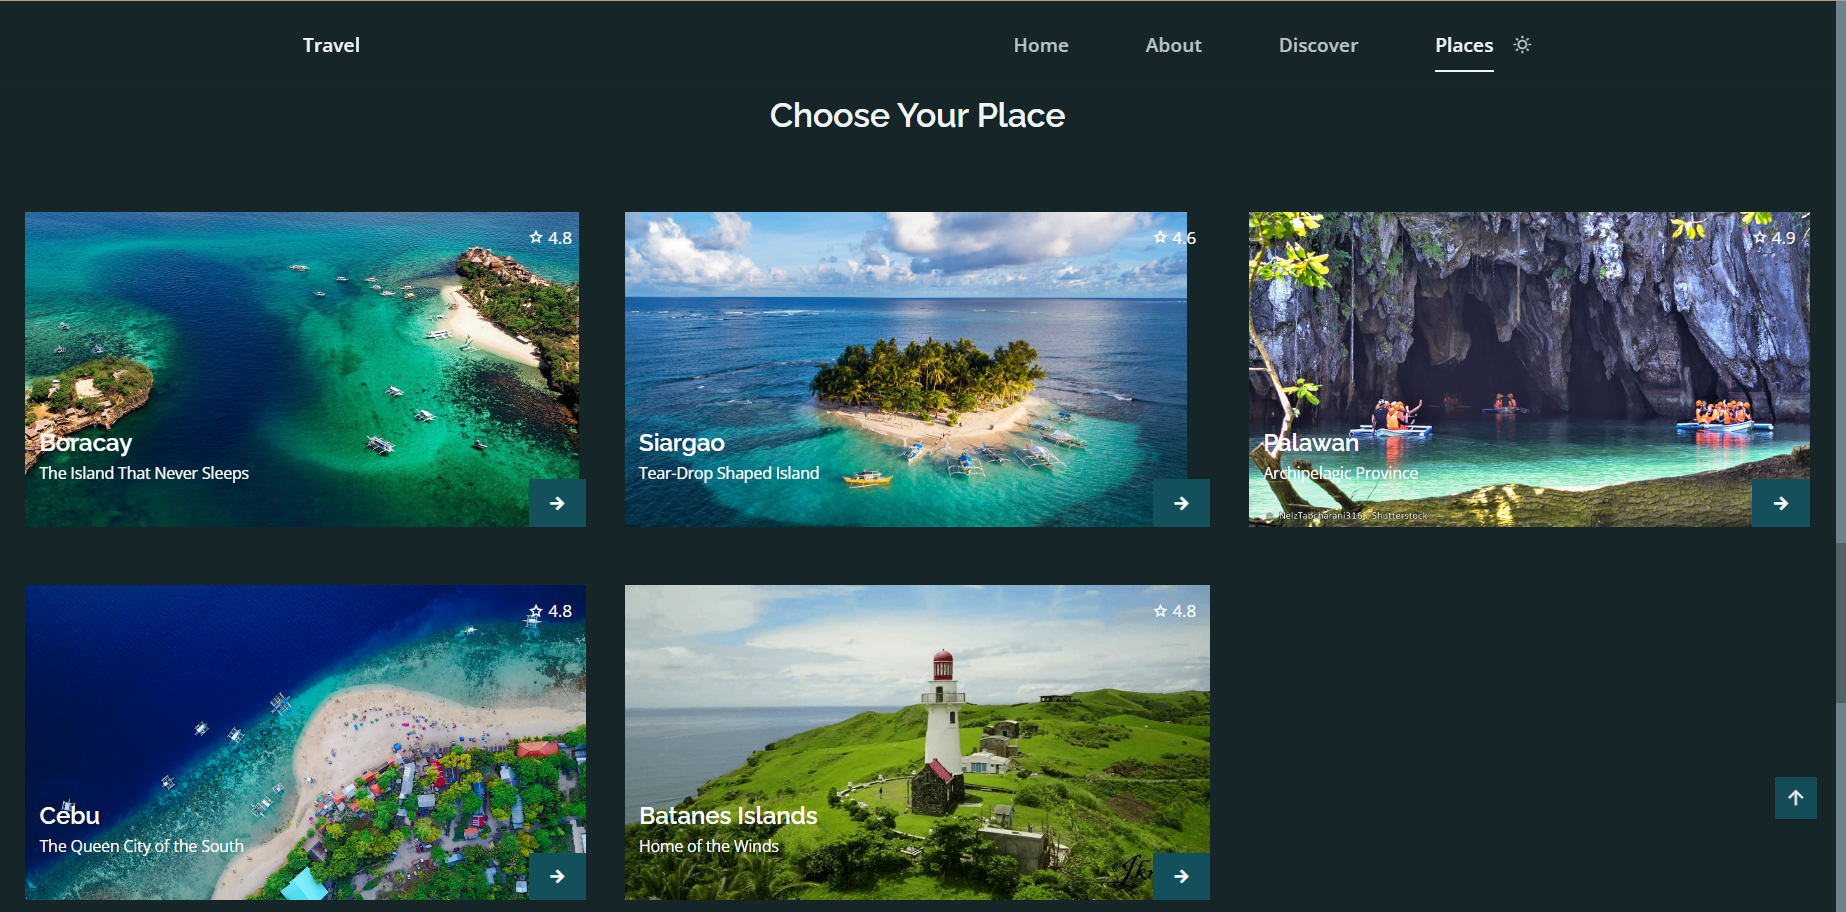 Travel
Home
About
Discover
Places
Choose Your Place
4.8
Boracay
The Island That Never Sleeps
4.6
Siargao
Tear-Drop Shaped Island
4.9
Palawan
Archipelagic Province
Shutterstock
4.8
Cebu
The Queen City of the South
4.8
Batanes Islands
Home of the Winds